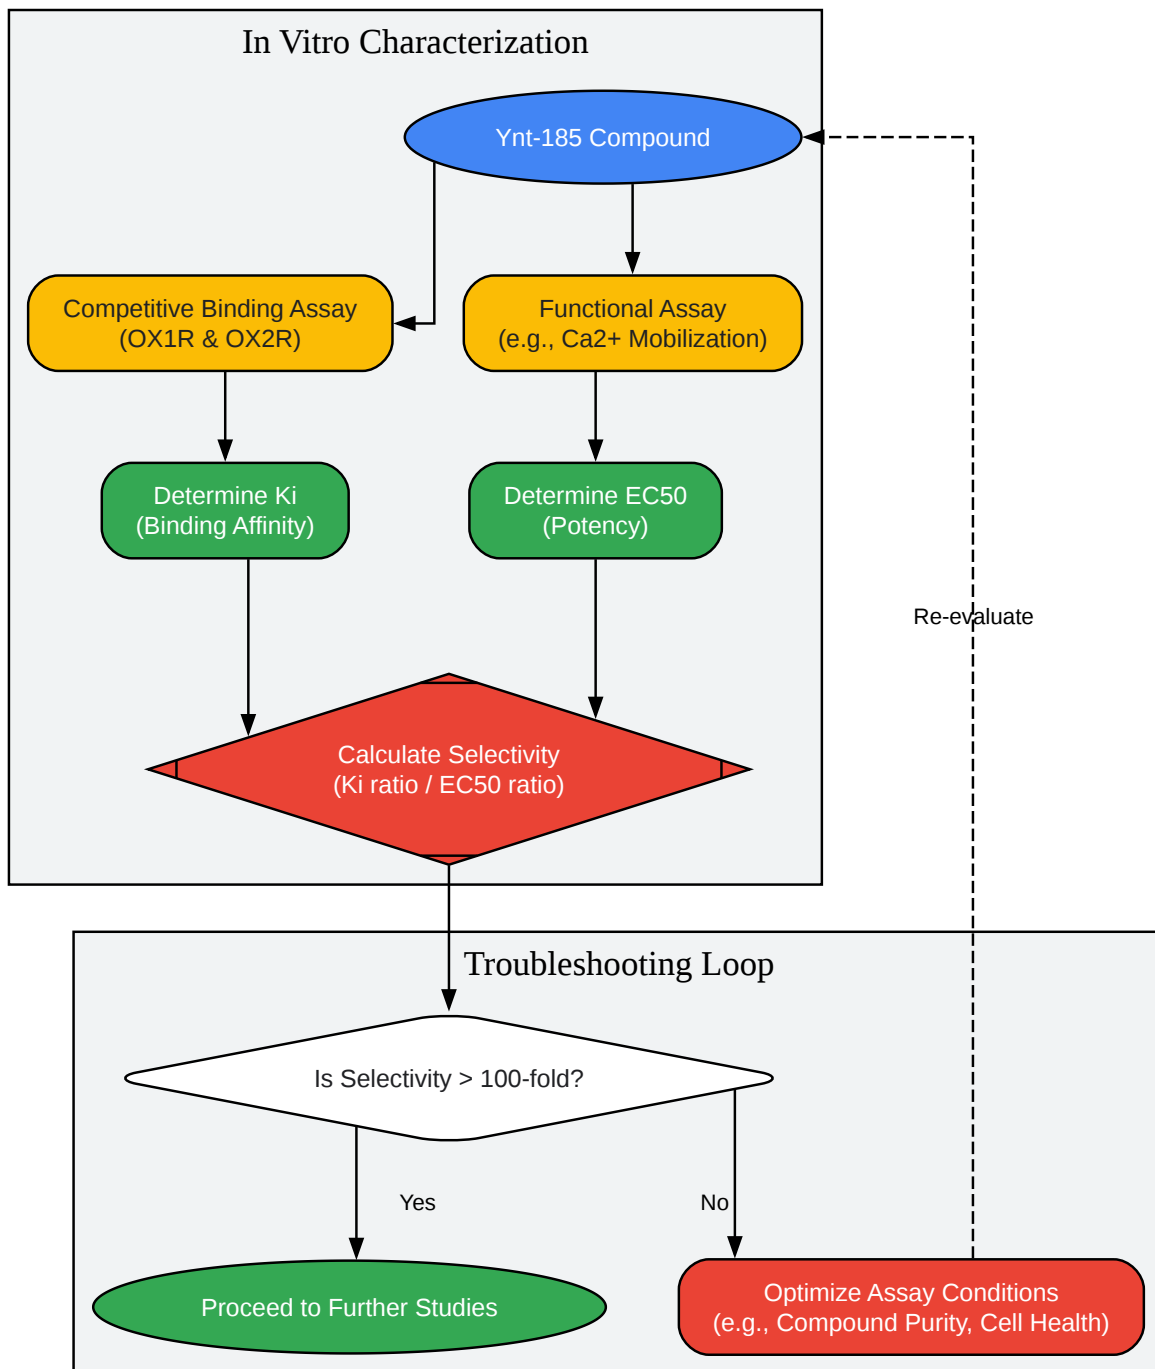 In Vitro Characterization
Ynt-185 Compound
Competitive Binding Assay
(OX1R & OX2R)
Functional Assay
(e.g., Ca2+ Mobilization)
Determine Ki
(Binding Affinity)
Determine EC50
(Potency)
Re-evaluate
Calculate Selectivity
(Ki ratio / EC50 ratio)
Troubleshooting Loop
Is Selectivity > 100-fold?
Yes
No
Proceed to Further Studies
Optimize Assay Conditions
(e.g., Compound Purity, Cell Health)